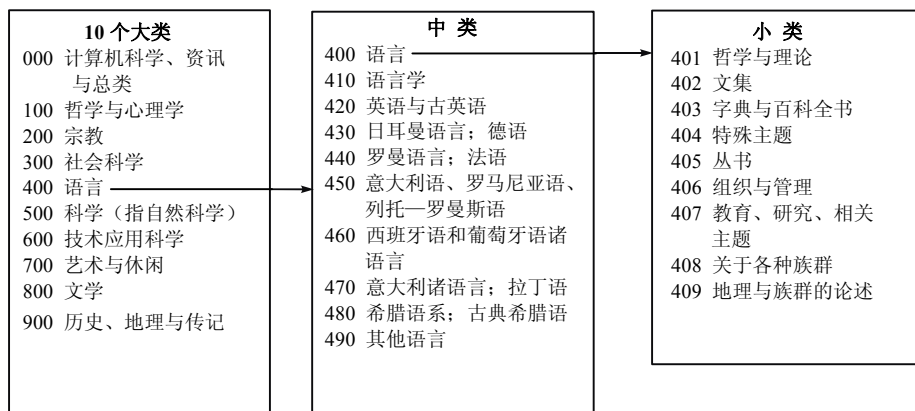 10 个大类
000 计算机科学、资讯
与总类
100 哲学与心理学
200 宗教
300 社会科学
400 语言
500 科学（指自然科学）
600 技术应用科学
700 艺术与休闲
800 文学
900 历史、地理与传记
中 类
400 语言
410 语言学
420 英语与古英语
430 日耳曼语言；德语
440 罗曼语言；法语
450 意大利语、罗马尼亚语、
列托—罗曼斯语
460 西班牙语和葡萄牙语诸
语言
470 意大利诸语言；拉丁语
480 希腊语系；古典希腊语
490 其他语言
小 类
401 哲学与理论
402 文集
403 字典与百科全书
404 特殊主题
405 丛书
406 组织与管理
407 教育、研究、相关
主题
408 关于各种族群
409 地理与族群的论述